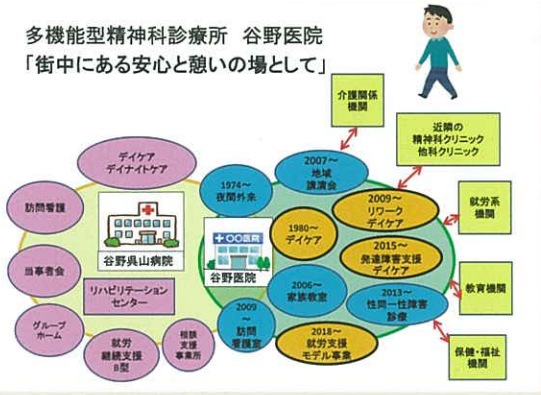 多機能型精神科診療所　谷野医院
「街中にある安心と憩いの場として」
介護関係
機関
近隣の
精神科クリニック
他科クリニック
デイケア
デイナイトケア
1974～
夜間外来
2007～
地域
講演会
2009～
リワーク
デイケア
就労系
機関
訪問看護
谷野呉山病院
＋〇〇医院
谷野医院
1980～
デイケア
2015～
発達障害支援
デイケア
当事者会
リハビリテーション
センター
2006～
家族教室
2013～
性同一性障害
診療
教育機関
グループ
ホーム
就労
継続支援
B型
相談
支援
事業所
2009
～
訪問
看護室
2018～
就労支援
モデル事業
保健・福祉
機関